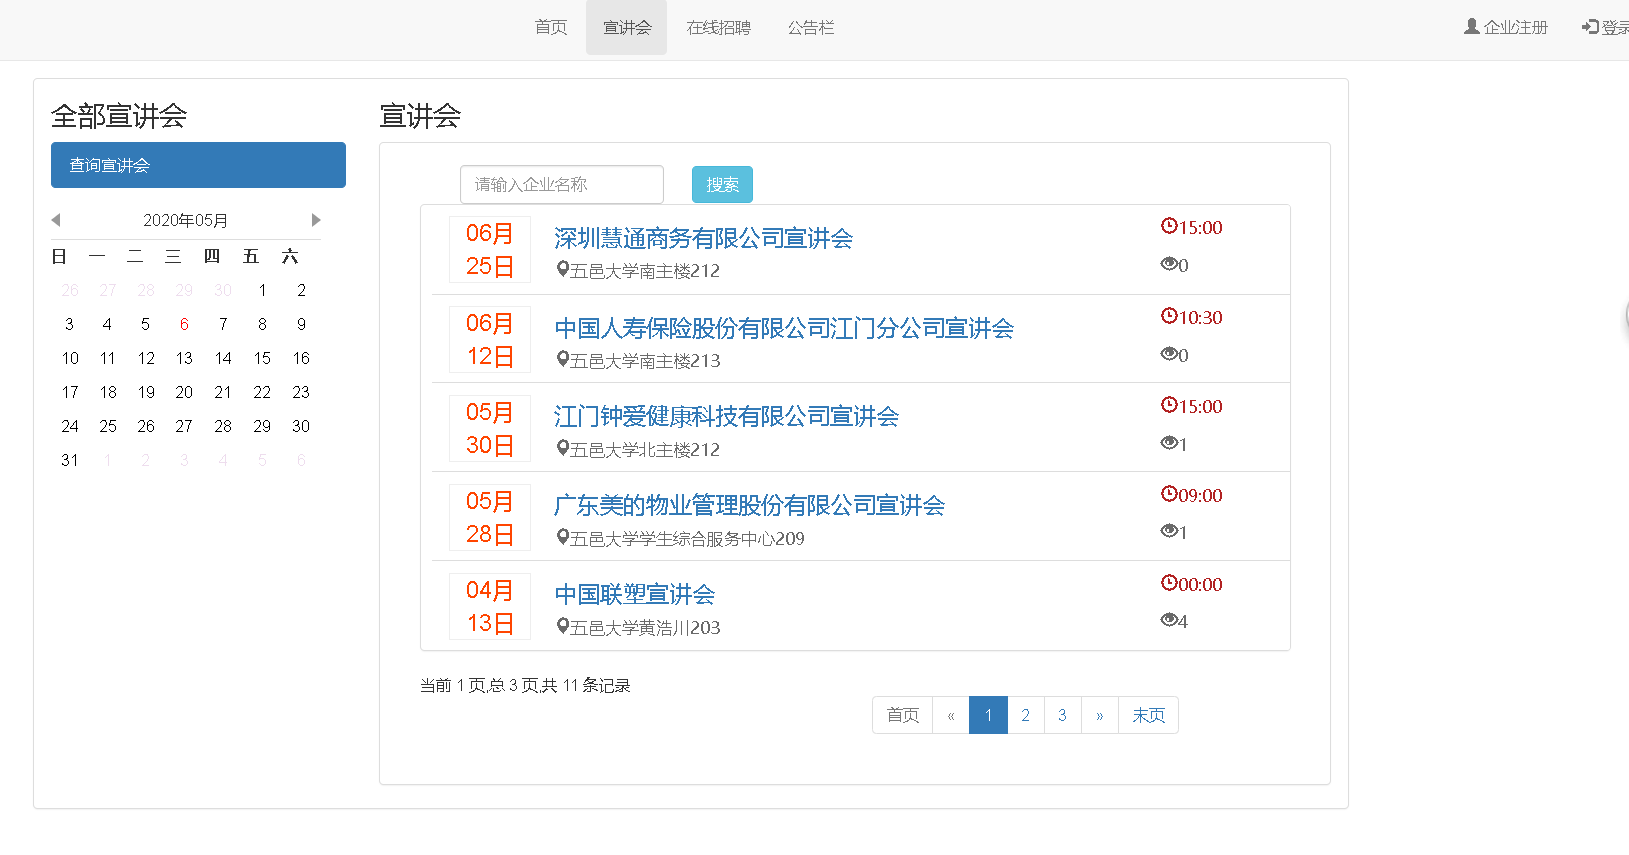 首页 宣讲会 在线招聘 公告栏 企业注册 登录
全部宣讲会
查询宣讲会
2020年05月
日 一 二 三 四 五 六
26 27 28 29 30 1 2
3 4 5 6 7 8 9
10 11 12 13 14 15 16
17 18 19 20 21 22 23
24 25 26 27 28 29 30
31 1 2 3 4 5 6
宣讲会
请输入企业名称 搜索
06月
25日
深圳慧通商务有限公司宣讲会
五邑大学南主楼212
15:00
0
06月
12日
中国人寿保险股份有限公司江门分公司宣讲会
五邑大学南主楼213
10:30
0
05月
30日
江门钟爱健康科技有限公司宣讲会
五邑大学北主楼212
15:00
1
05月
28日
广东美的物业管理股份有限公司宣讲会
五邑大学学生综合服务中心209
09:00
1
04月
13日
中国联塑宣讲会
五邑大学黄浩川203
00:00
4
当前 1 页,总 3 页,共 11 条记录
首页 « 1 2 3 » 末页